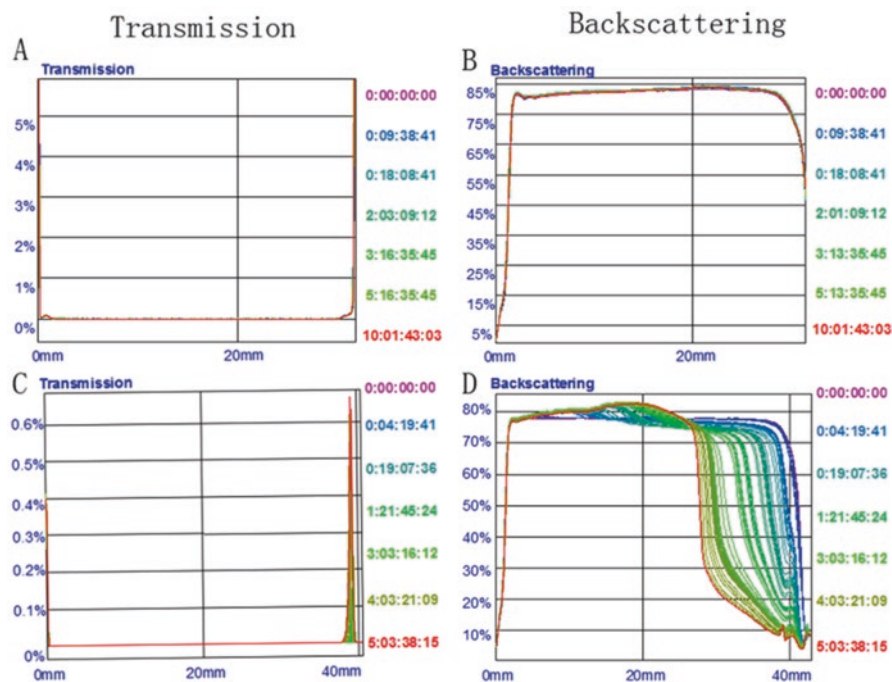 Transmission
Backscattering
A
Transmission
5%
4%
3%
2%
1%
0%
0mm
20mm
0:00:00:00
0:09:38:41
0:18:08:41
2:03:09:12
3:16:35:45
5:16:35:45
10:01:43:03
B
Backscattering
85%
75%
65%
55%
45%
35%
25%
15%
5%
0mm
20mm
0:00:00:00
0:09:38:41
0:18:08:41
2:01:09:12
3:13:35:45
5:13:35:45
10:01:43:03
C
Transmission
0.6%
0.5%
0.4%
0.3%
0.2%
0.1%
0%
0mm
20mm
40mm
0:00:00:00
0:04:19:41
0:19:07:36
1:21:45:24
3:03:16:12
4:03:21:09
5:03:38:15
D
Backscattering
80%
70%
60%
50%
40%
30%
20%
10%
0mm
20mm
40mm
0:00:00:00
0:04:19:41
0:19:07:36
1:21:45:24
3:03:16:12
4:03:21:09
5:03:38:15